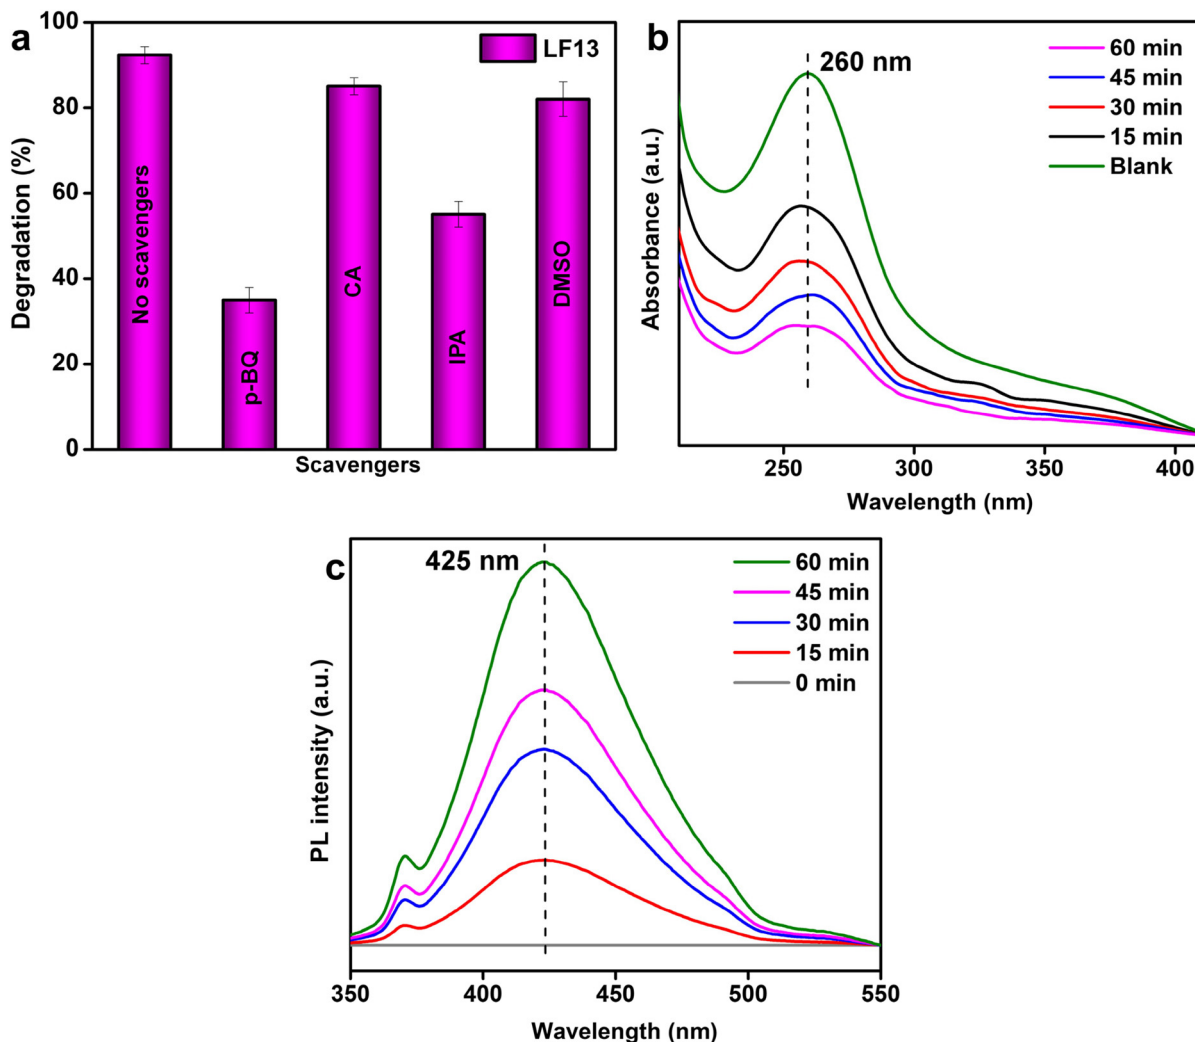 a
LF13
Degradation (%)
100
80
60
40
20
0
No scavengers
p-BQ
CA
IPA
DMSO
Scavengers
b
260 nm
60 min
45 min
30 min
15 min
Blank
Absorbance (a.u.)
250
300
350
400
Wavelength (nm)
c
425 nm
60 min
45 min
30 min
15 min
0 min
PL intensity (a.u.)
350
400
450
500
550
Wavelength (nm)